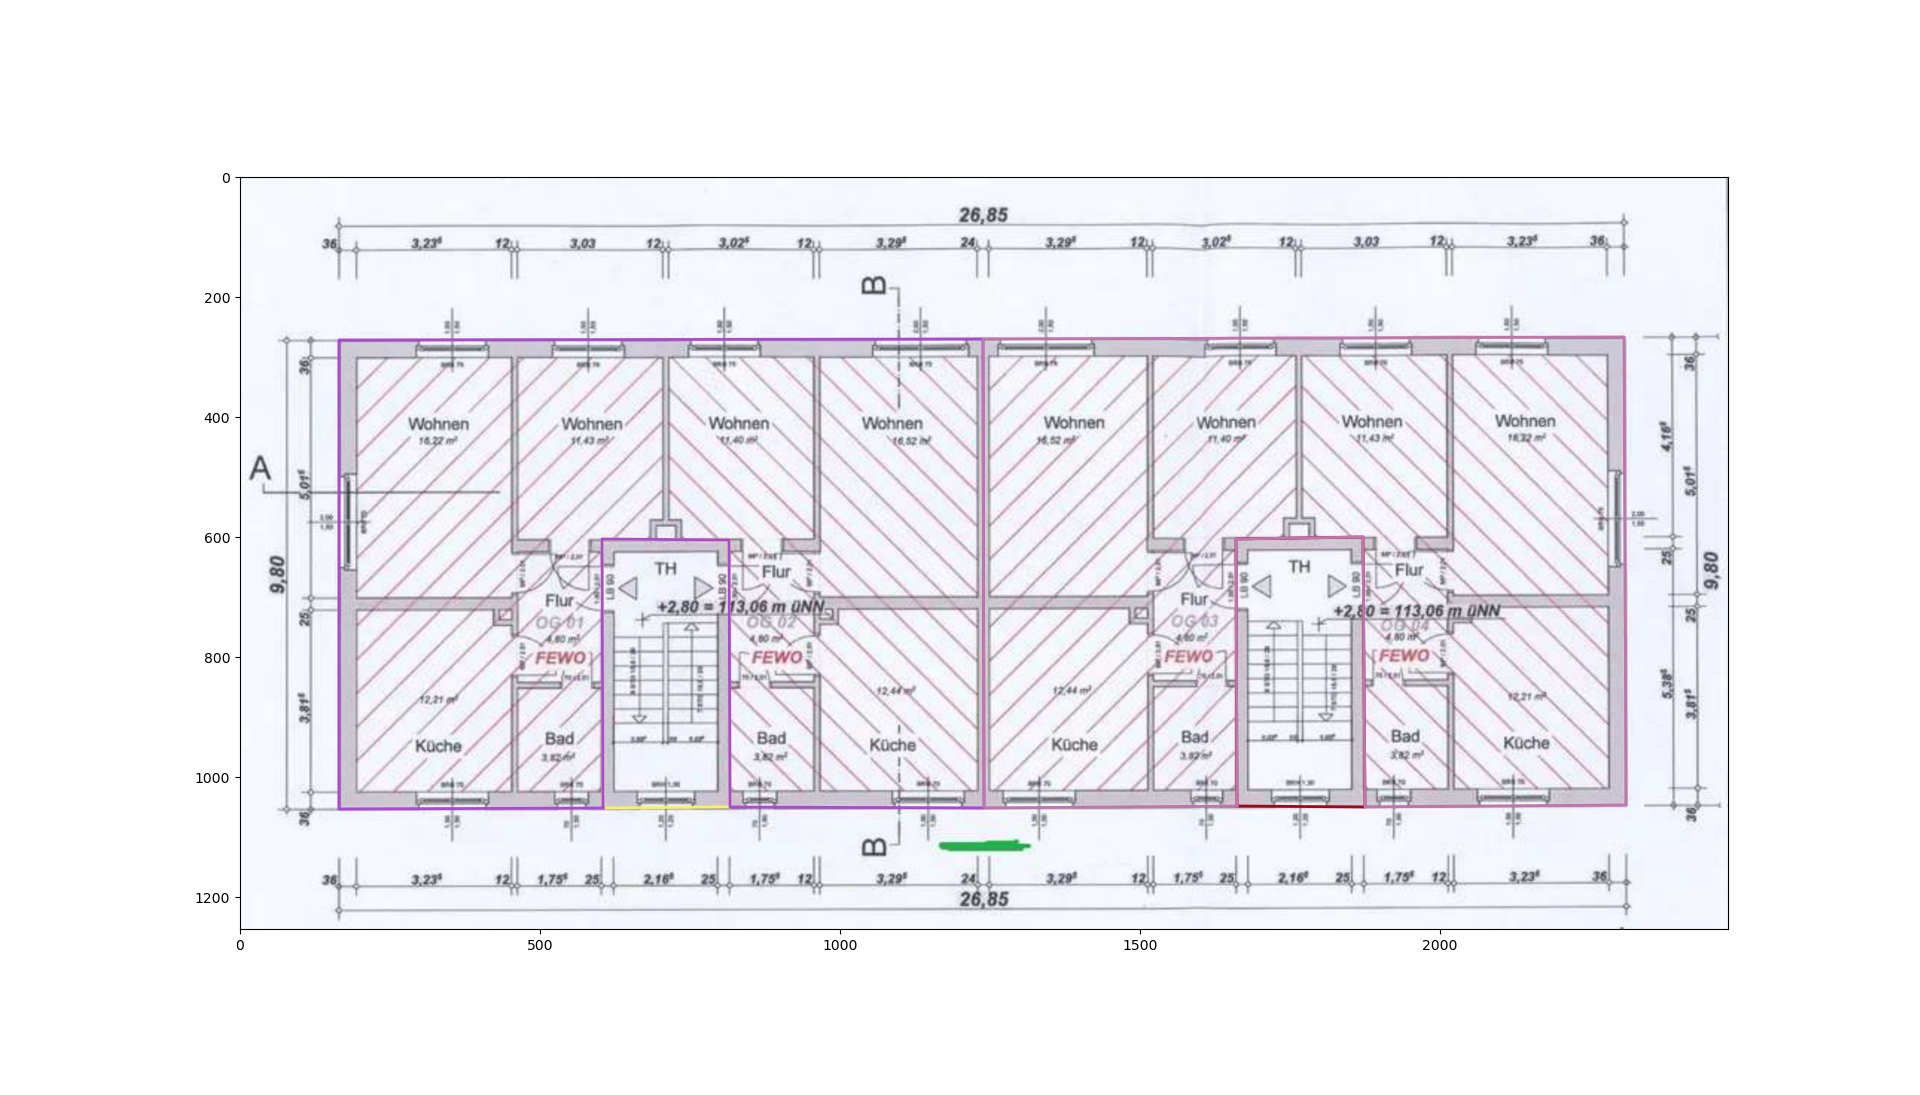 26,85
36 3,23⁵ 12 3,03 12 3,02⁵ 12 3,29⁵ 24 3,29⁵ 12 3,02⁵ 12 3,03 12 3,23⁵ 36
B
36 36
Wohnen Wohnen Wohnen Wohnen Wohnen Wohnen Wohnen Wohnen
16,22 m² 11,43 m² 11,40 m² 16,52 m² 16,52 m² 11,40 m² 11,43 m² 16,22 m²
4,16⁵
A
5,01⁵ 5,01⁵
9,80 25 9,80
TH Flur TH Flur
LB 90 LB 90 LB 90 LB 90
Flur Flur
+2,80 = 113,06 m üNN +2,80 = 113,06 m üNN
25 25
OG 01 OG 02 OG 03 OG 04
4,80 m² 4,80 m² 4,80 m² 4,80 m²
FEWO FEWO FEWO FEWO
5,38⁵
12,21 m² 12,44 m² 12,44 m² 12,21 m²
3,81⁵ 3,81⁵
Küche Bad Bad Küche Küche Bad Bad Küche
3,82 m² 3,82 m² 3,82 m² 3,82 m²
36 36
B
36 3,23⁵ 12 1,75⁵ 25 2,16⁵ 25 1,75⁵ 12 3,29⁵ 24 3,29⁵ 12 1,75⁵ 25 2,16⁵ 25 1,75⁵ 12 3,23⁵ 36
26,85
0
200
400
600
800
1000
1200
0 500 1000 1500 2000